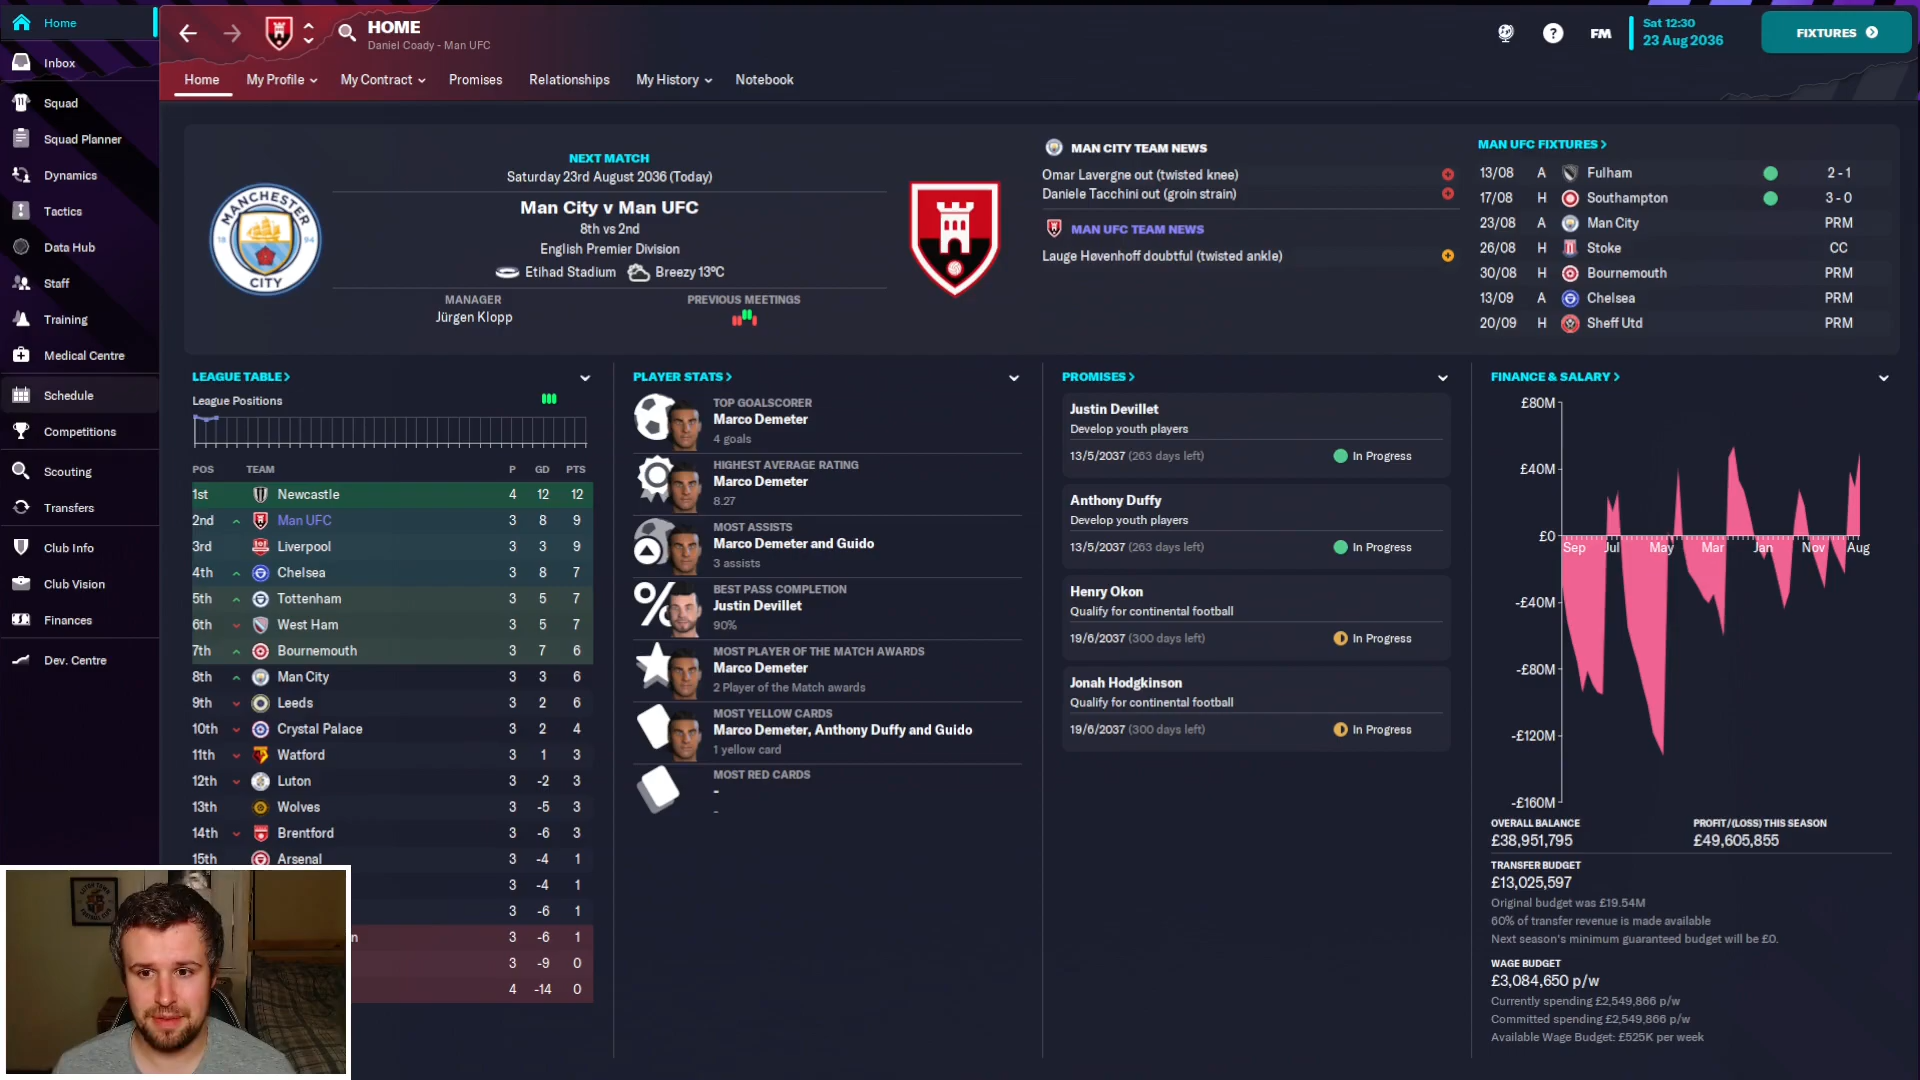 Home
Inbox
Squad
Squad Planner
Dynamics
Tactics
Data Hub
Staff
Training
Medical Centre
Schedule
Competitions
Scouting
Transfers
Club Info
Club Vision
Finances
Dev. Centre
HOME
Daniel Coady - Man UFC
?
FM
Sat 12:30
23 Aug 2036
FIXTURES
Home My Profile My Contract Promises Relationships My History Notebook
MANCHESTER
18 94
CITY
NEXT MATCH
Saturday 23rd August 2036 (Today)
Man City v Man UFC
8th vs 2nd
English Premier Division
Etihad Stadium Breezy 13°C
MANAGER
Jürgen Klopp
PREVIOUS MEETINGS
MAN CITY TEAM NEWS
Omar Lavergne out (twisted knee)
Daniele Tacchini out (groin strain)
MAN UFC TEAM NEWS
Lauge Høvenhoff doubtful (twisted ankle)
MAN UFC FIXTURES >
13/08 A Fulham 2 - 1
17/08 H Southampton 3 - 0
23/08 A Man City PRM
26/08 H Stoke CC
30/08 H Bournemouth PRM
13/09 A Chelsea PRM
20/09 H Sheff Utd PRM
LEAGUE TABLE >
League Positions
POS TEAM P GD PTS
1st Newcastle 4 12 12
2nd Man UFC 3 8 9
3rd Liverpool 3 3 9
4th Chelsea 3 8 7
5th Tottenham 3 5 7
6th West Ham 3 5 7
7th Bournemouth 3 7 6
8th Man City 3 3 6
9th Leeds 3 2 6
10th Crystal Palace 3 2 4
11th Watford 3 1 3
12th Luton 3 -2 3
13th Wolves 3 -5 3
14th Brentford 3 -6 3
15th Arsenal 3 -4 1
3 -4 1
3 -6 1
n 3 -6 1
3 -9 0
4 -14 0
PLAYER STATS >
TOP GOALSCORER
Marco Demeter
4 goals
HIGHEST AVERAGE RATING
Marco Demeter
8.27
MOST ASSISTS
Marco Demeter and Guido
3 assists
BEST PASS COMPLETION
Justin Devillet
90%
MOST PLAYER OF THE MATCH AWARDS
Marco Demeter
2 Player of the Match awards
MOST YELLOW CARDS
Marco Demeter, Anthony Duffy and Guido
1 yellow card
MOST RED CARDS
-
-
PROMISES >
Justin Devillet
Develop youth players
13/5/2037 (263 days left) In Progress
Anthony Duffy
Develop youth players
13/5/2037 (263 days left) In Progress
Henry Okon
Qualify for continental football
19/6/2037 (300 days left) In Progress
Jonah Hodgkinson
Qualify for continental football
19/6/2037 (300 days left) In Progress
FINANCE & SALARY >
£80M
£40M
£0
-£40M
-£80M
-£120M
-£160M
Sep Jul May Mar Jan Nov Aug
OVERALL BALANCE
£38,951,795
PROFIT/(LOSS) THIS SEASON
£49,605,855
TRANSFER BUDGET
£13,025,597
Original budget was £19.54M
60% of transfer revenue is made available
Next season's minimum guaranteed budget will be £0.
WAGE BUDGET
£3,084,650 p/w
Currently spending £2,549,866 p/w
Committed spending £2,549,866 p/w
Available Wage Budget: £525K per week